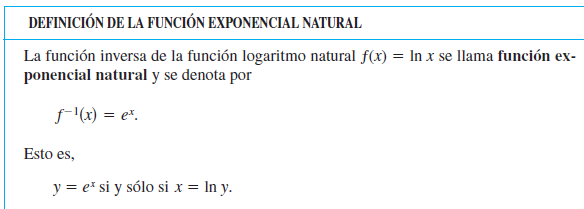 DEFINICIÓN DE LA FUNCIÓN EXPONENCIAL NATURAL
La función inversa de la función logaritmo natural f(x) = ln x se llama función ex-
ponencial natural y se denota por
f⁻¹(x) = eˣ.
Esto es,
y = eˣ si y sólo si x = ln y.